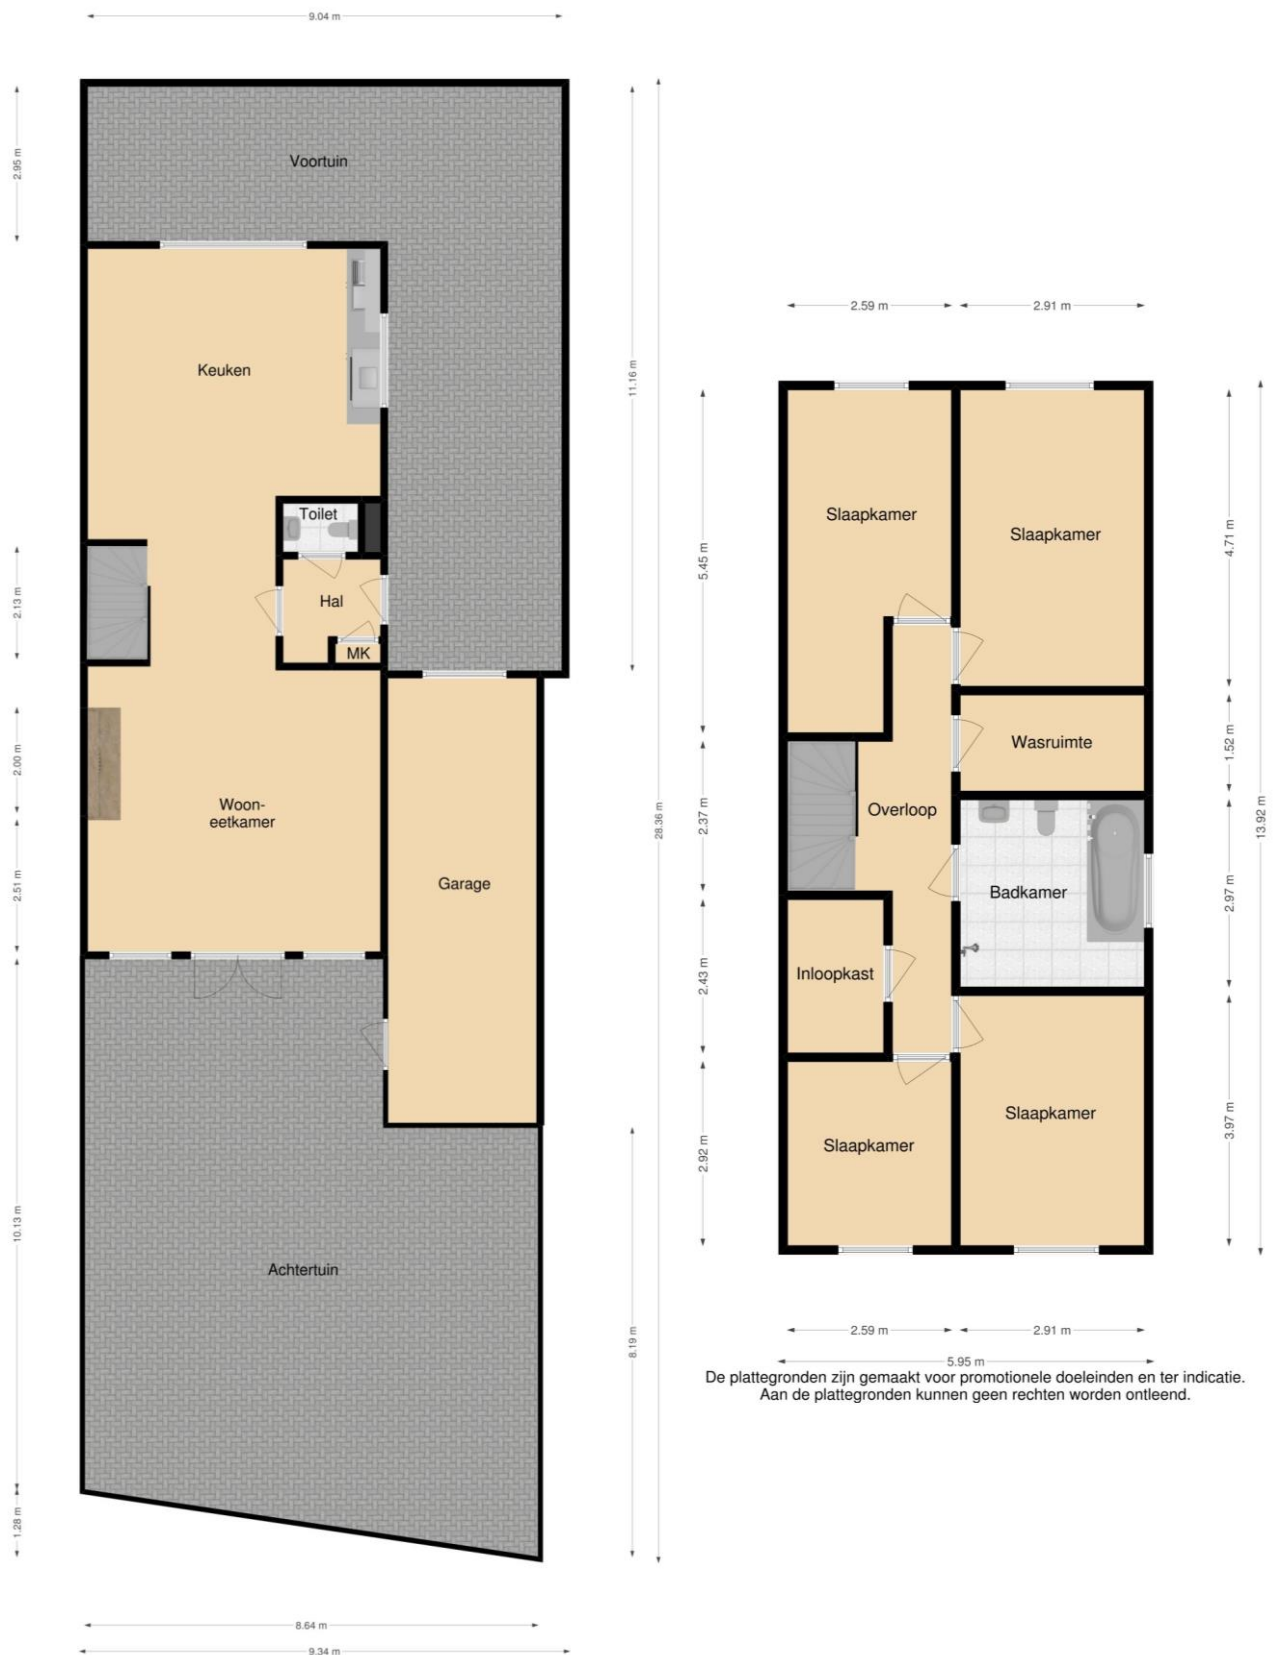 9.04 m
2.95 m
Voortuin
11.16 m
Keuken
Toilet
Hal
MK
2.13 m
2.00 m
Woon-
eetkamer
2.51 m
Garage
28.36 m
10.13 m
Achtertuin
8.19 m
1.28 m
8.64 m
9.34 m
2.59 m
2.91 m
5.45 m
Slaapkamer
Slaapkamer
4.71 m
Wasruimte
1.52 m
2.37 m
Overloop
13.92 m
Badkamer
2.97 m
Inloopkast
2.43 m
Slaapkamer
3.97 m
Slaapkamer
2.92 m
2.59 m
2.91 m
5.95 m
De plattegronden zijn gemaakt voor promotionele doeleinden en ter indicatie.
Aan de plattegronden kunnen geen rechten worden ontleend.